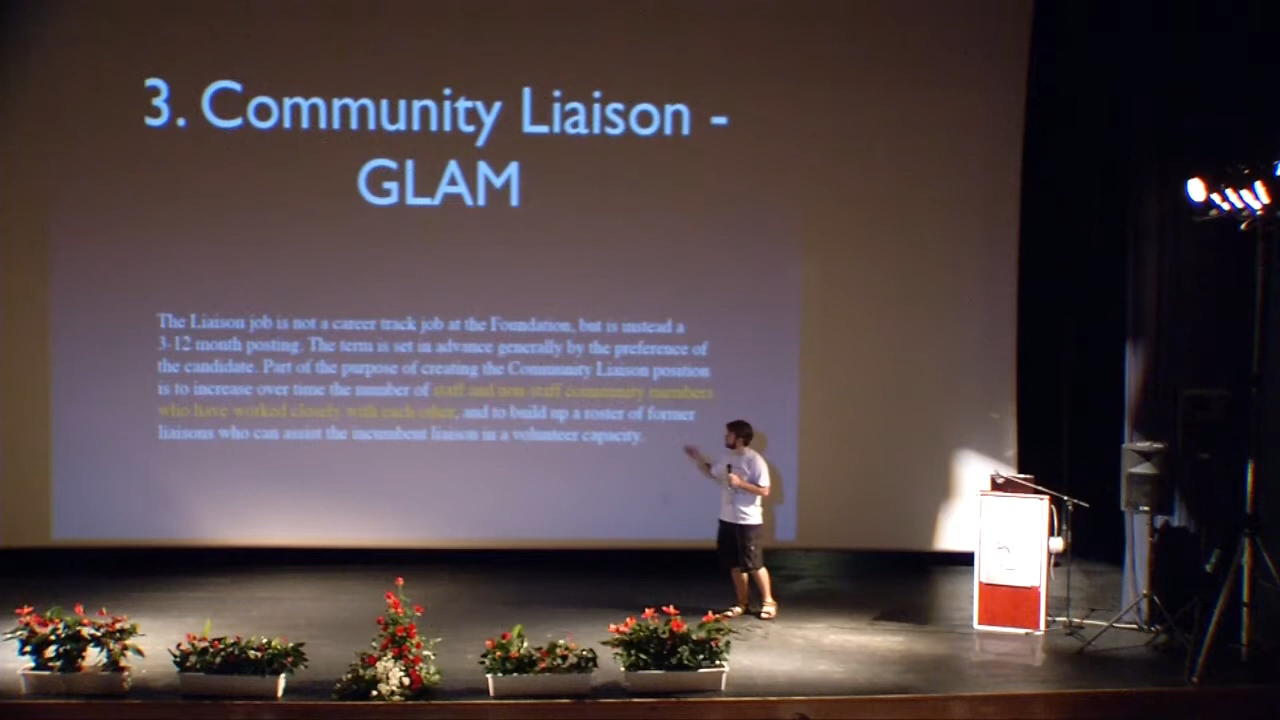 3. Community Liaison -
GLAM
The Liaison job is not a career track job at the Foundation, but is instead a
3-12 month posting. The term is set in advance generally by the preference of
the candidate. Part of the purpose of creating the Community Liaison position
is to increase over time the number of staff and non-staff community members
who have worked closely with each other, and to build up a roster of former
liaisons who can assist the incumbent liaison in a volunteer capacity.